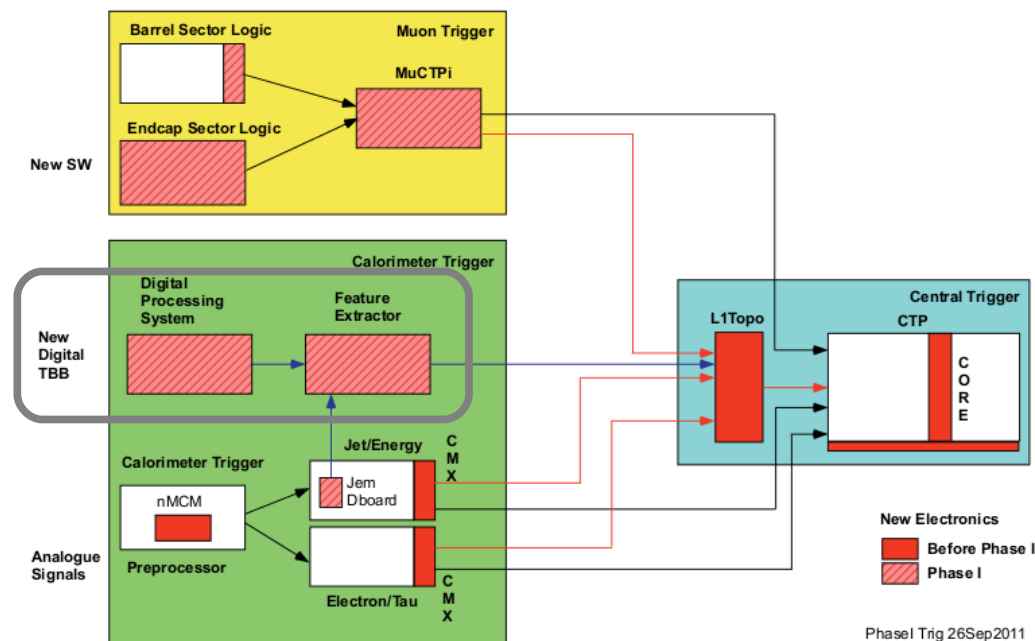 Barrel Sector Logic
Muon Trigger
MuCTPi
Endcap Sector Logic
New SW
Calorimeter Trigger
Digital
Processing
System
Feature
Extractor
New
Digital
TBB
Central Trigger
L1Topo
CTP
C
O
R
E
Jet/Energy
C
M
X
Calorimeter Trigger
nMCM
Jem
Dboard
Preprocessor
Analogue
Signals
Electron/Tau
C
M
X
New Electronics
Before Phase I
Phase I
PhaseI Trig 26Sep2011